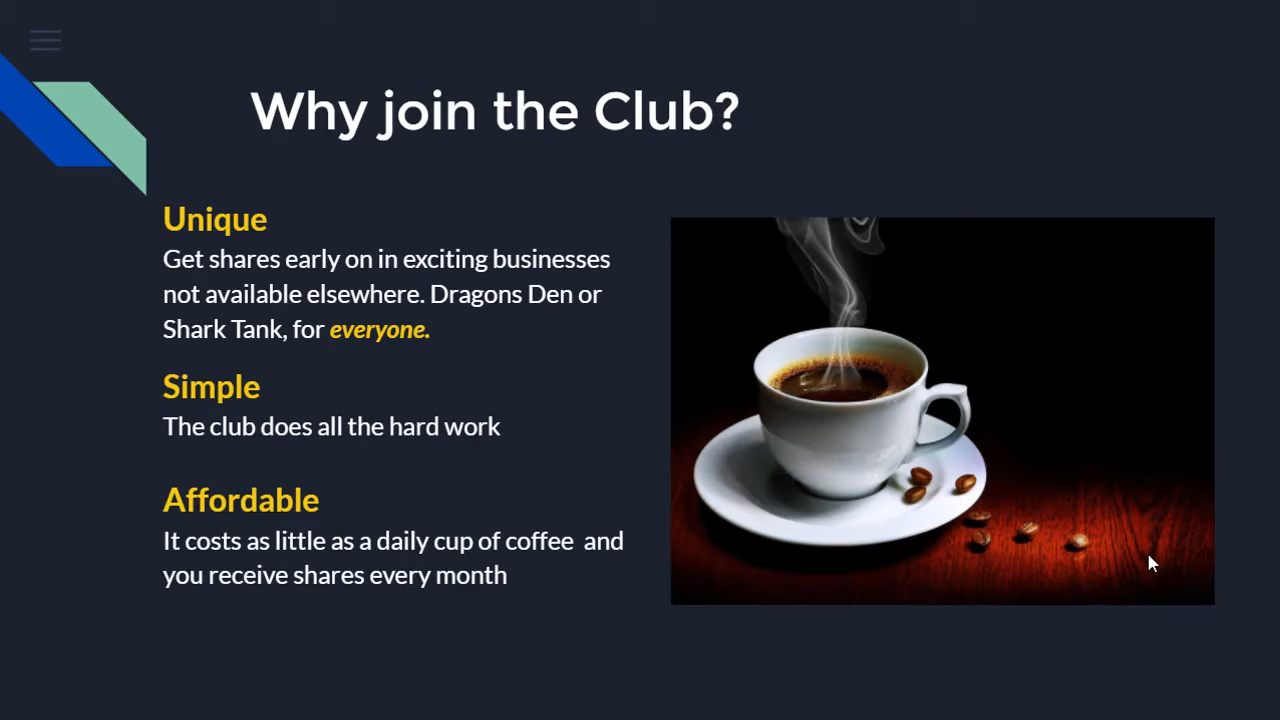 Why join the Club?
Unique
Get shares early on in exciting businesses
not available elsewhere. Dragons Den or
Shark Tank, for everyone.
Simple
The club does all the hard work
Affordable
It costs as little as a daily cup of coffee  and
you receive shares every month